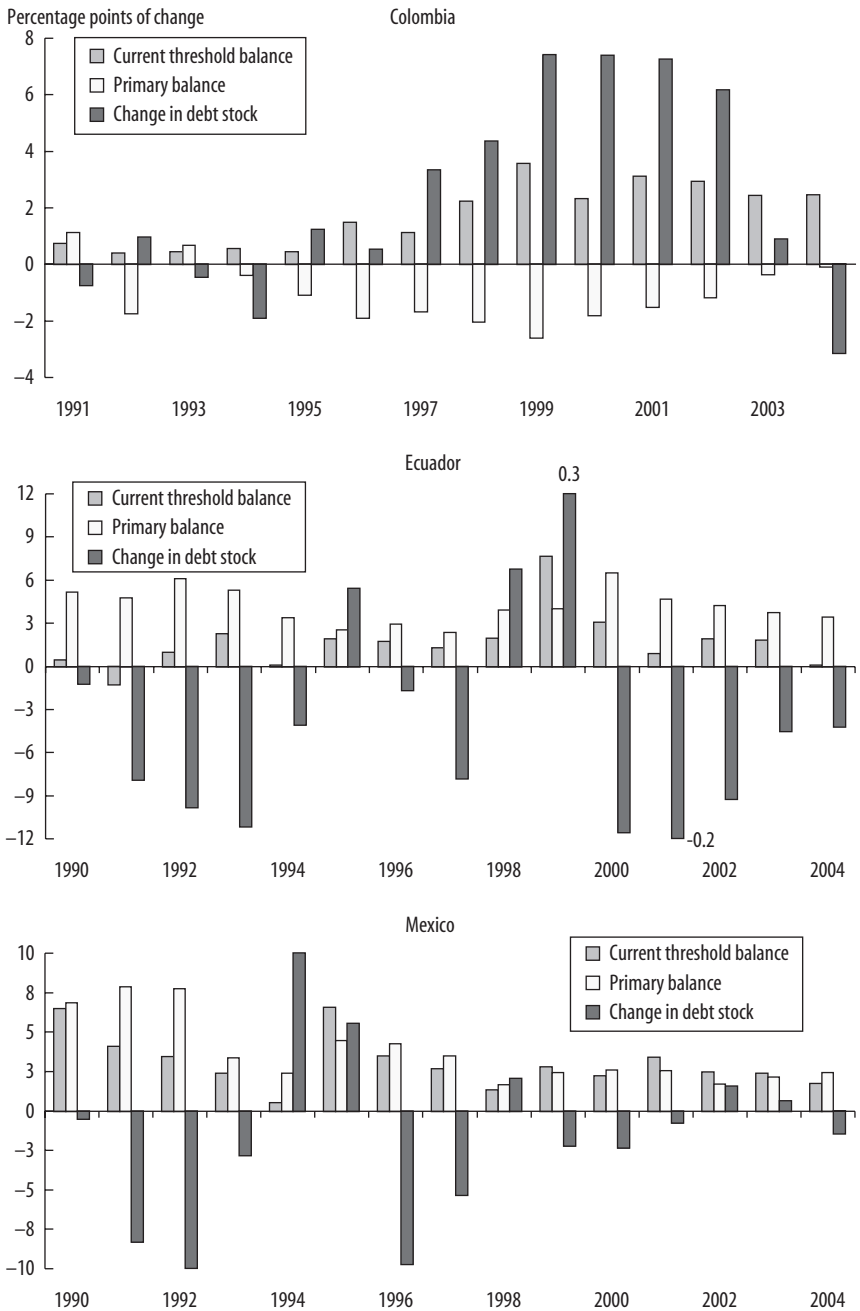 Percentage points of change
Colombia
8
Current threshold balance
Primary balance
6
Change in debt stock
4
2
0
−2
−4
1991 1993 1995 1997 1999 2001 2003
Ecuador
0.3
12
Current threshold balance
Primary balance
9
Change in debt stock
6
3
0
−3
−6
−9
−12
-0.2
1990 1992 1994 1996 1998 2000 2002 2004
Mexico
10
Current threshold balance
Primary balance
8
Change in debt stock
5
3
0
−3
−5
−8
−10
1990 1992 1994 1996 1998 2000 2002 2004